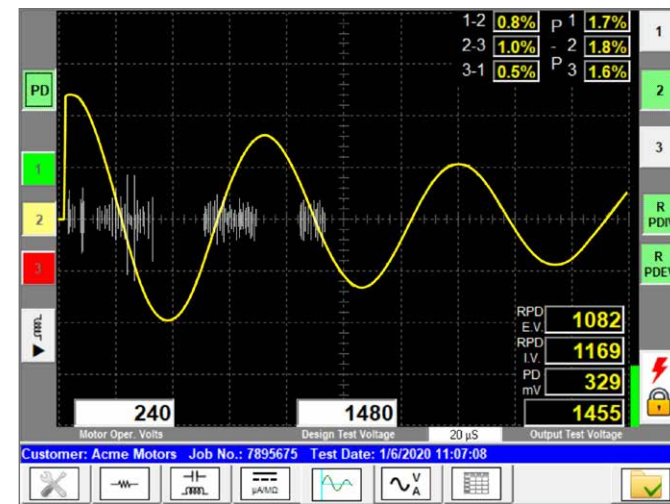 1-2 0.8% P 1 1.7%
2-3 1.0% - 2 1.8%
3-1 0.5% P 3 1.6%
PD
1
2
3
1
2
3
R
PDIV
R
PDEV
RPD
E.V. 1082
RPD
I.V. 1169
PD
mV 329
240 1480 1455
Motor Oper. Volts Design Test Voltage 20 µS Output Test Voltage
Customer: Acme Motors Job No.: 7895675 Test Date: 1/6/2020 11:07:08
µA/MΩ
V
A